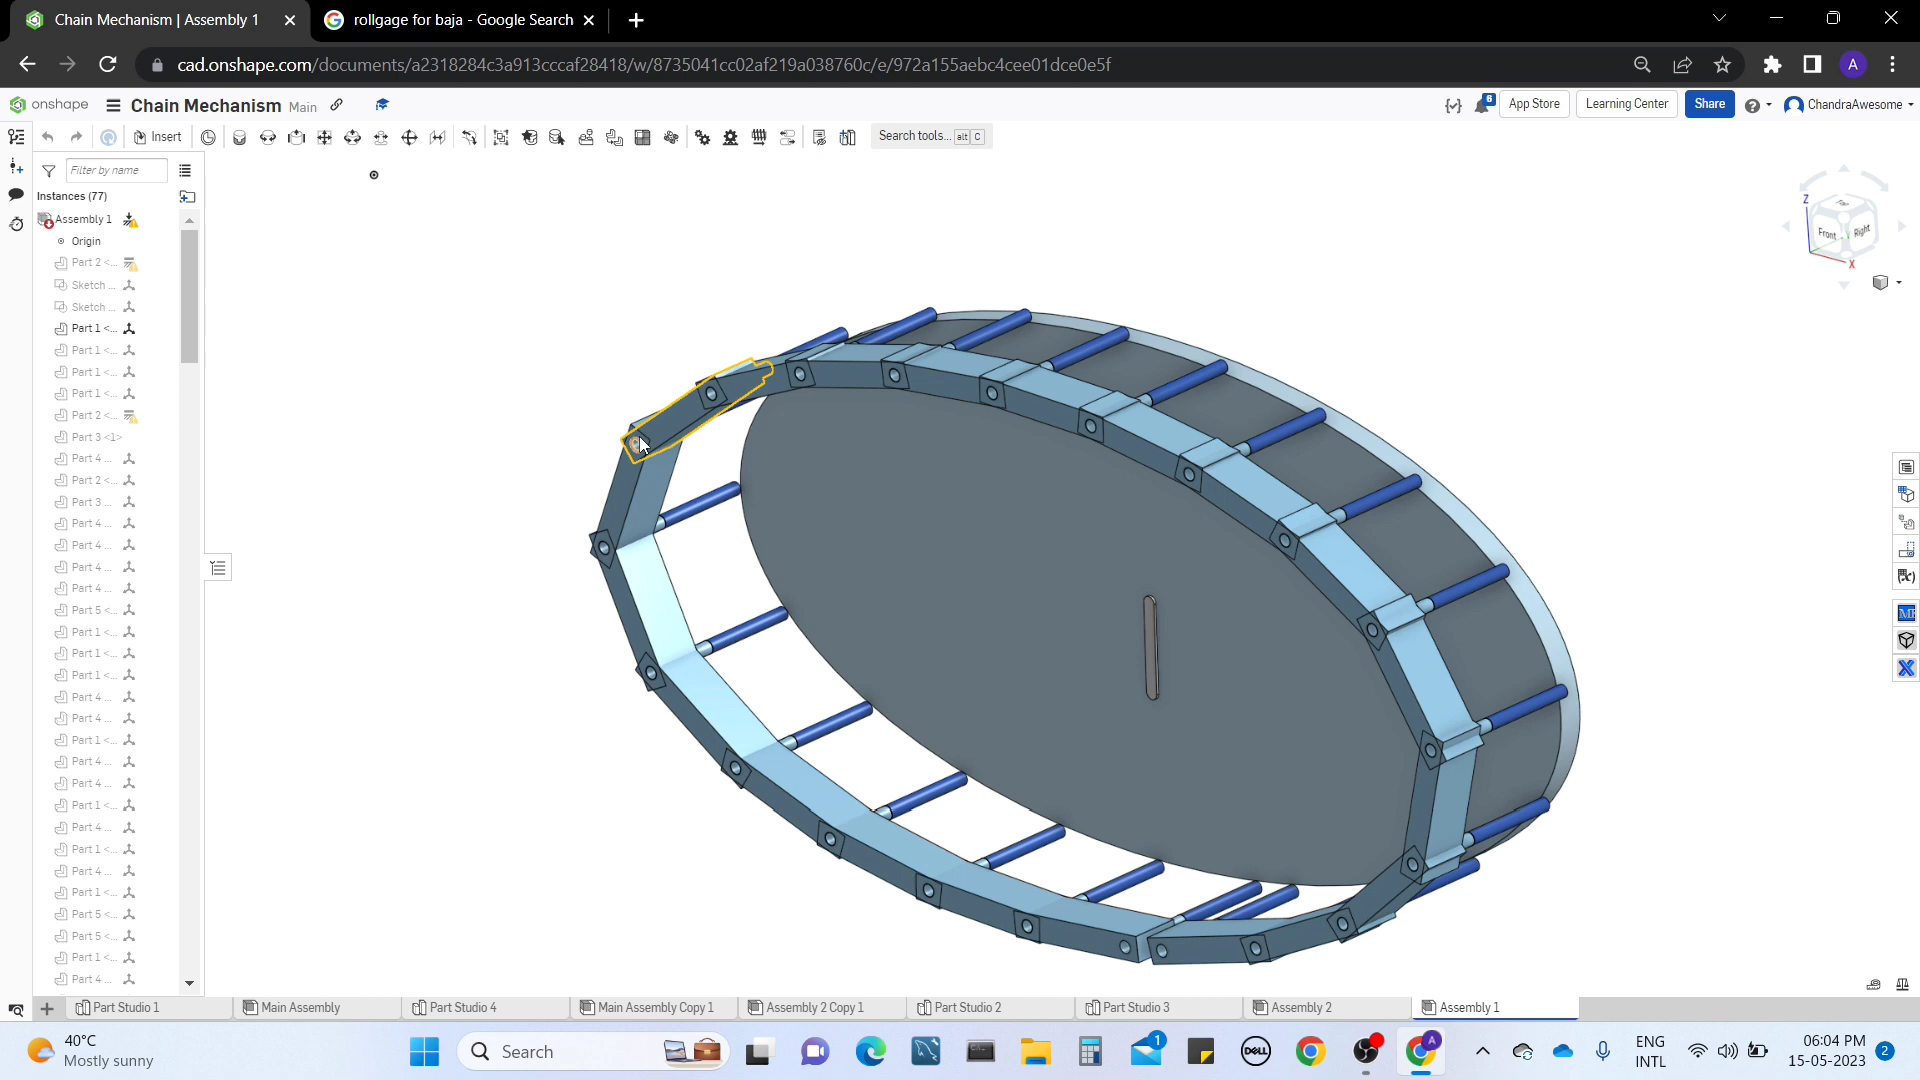 Chain Mechanism | Assembly 1
rollgage for baja - Google Search
cad.onshape.com/documents/a2318284c3a913cccaf28418/w/8735041cc02af219a038760c/e/972a155aebc4cee01dce0e5f
A
onshape
Chain Mechanism Main
6
App Store
Learning Center
Share
ChandraAwesome
Insert
Search tools... alt C
Filter by name
Instances (77)
Assembly 1
Origin
Part 2 <...
Sketch ...
Sketch ...
Part 1 <...
Part 1 <...
Part 1 <...
Part 1 <...
Part 2 <...
Part 3 <1>
Part 4 ...
Part 2 <...
Part 3 ...
Part 4 ...
Part 4 ...
Part 4 ...
Part 4 ...
Part 5 <...
Part 1 <...
Part 1 <...
Part 1 <...
Part 4 ...
Part 4 ...
Part 1 <...
Part 4 ...
Part 4 ...
Part 1 <...
Part 4 ...
Part 1 <...
Part 4 ...
Part 1 <...
Part 5 <...
Part 5 <...
Part 1 <...
Part 4 ...
Z
Top
Front
Right
X
Part Studio 1
Main Assembly
Part Studio 4
Main Assembly Copy 1
Assembly 2 Copy 1
Part Studio 2
Part Studio 3
Assembly 2
Assembly 1
40°C
Mostly sunny
Search
1
DELL
A
ENG
INTL
06:04 PM
15-05-2023
2